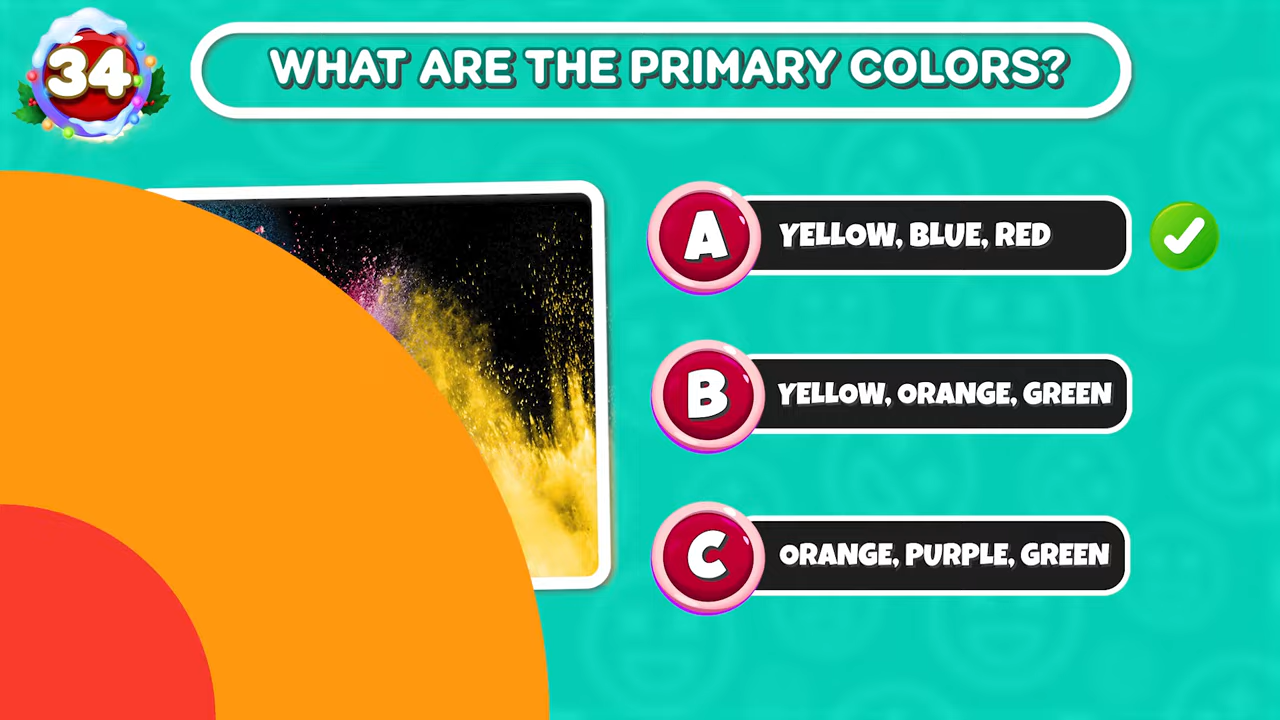 34
WHAT ARE THE PRIMARY COLORS?
A
YELLOW, BLUE, RED
B
YELLOW, ORANGE, GREEN
C
ORANGE, PURPLE, GREEN